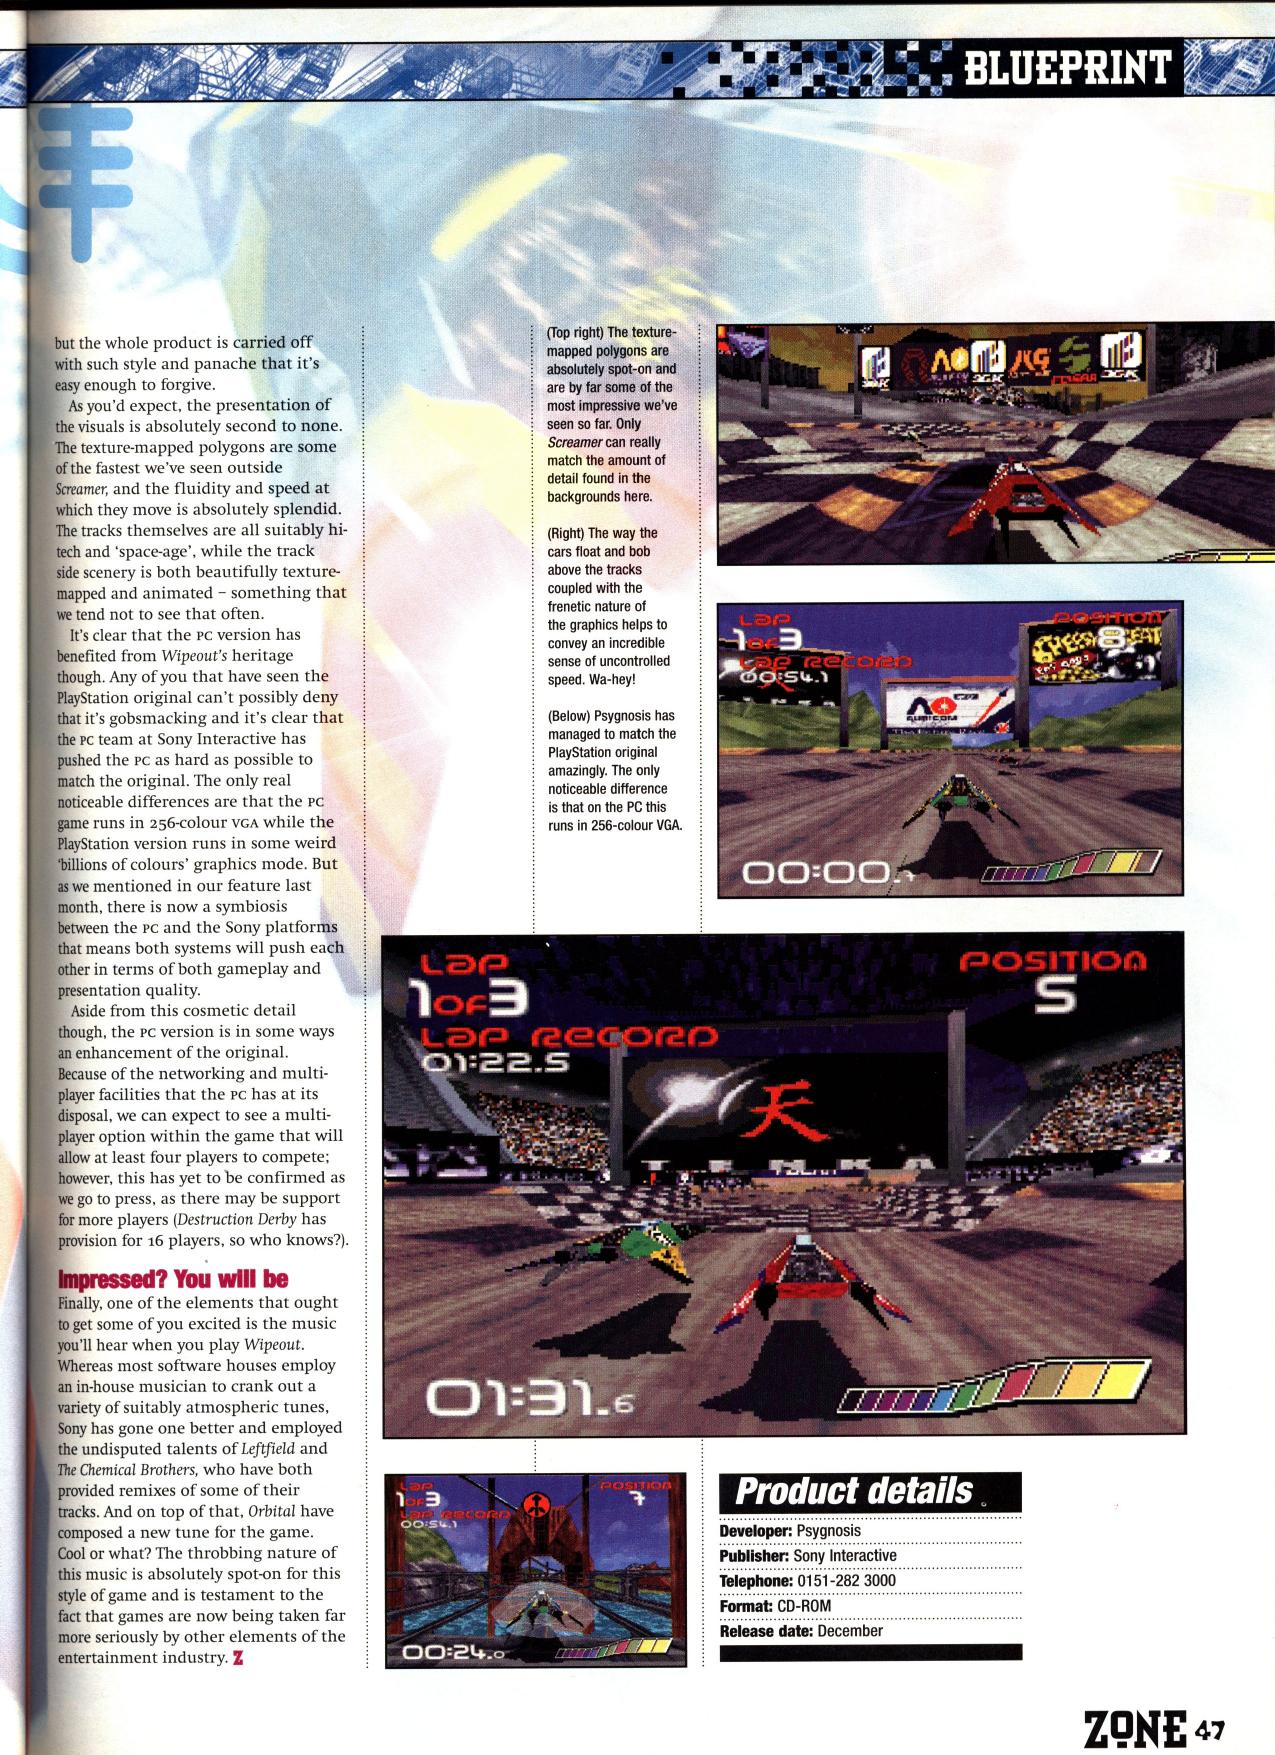 BLUEPRINT
but the whole product is carried off
with such style and panache that it's
easy enough to forgive.
As you'd expect, the presentation of
the visuals is absolutely second to none.
The texture-mapped polygons are some
of the fastest we've seen outside
Screamer, and the fluidity and speed at
which they move is absolutely splendid.
The tracks themselves are all suitably hi-
tech and 'space-age', while the track
side scenery is both beautifully texture-
mapped and animated – something that
we tend not to see that often.
It's clear that the PC version has
benefited from Wipeout's heritage
though. Any of you that have seen the
PlayStation original can't possibly deny
that it's gobsmacking and it's clear that
the PC team at Sony Interactive has
pushed the PC as hard as possible to
match the original. The only real
noticeable differences are that the PC
game runs in 256-colour VGA while the
PlayStation version runs in some weird
'billions of colours' graphics mode. But
as we mentioned in our feature last
month, there is now a symbiosis
between the PC and the Sony platforms
that means both systems will push each
other in terms of both gameplay and
presentation quality.
Aside from this cosmetic detail
though, the PC version is in some ways
an enhancement of the original.
Because of the networking and multi-
player facilities that the PC has at its
disposal, we can expect to see a multi-
player option within the game that will
allow at least four players to compete;
however, this has yet to be confirmed as
we go to press, as there may be support
for more players (Destruction Derby has
provision for 16 players, so who knows?).
Impressed? You will be
Finally, one of the elements that ought
to get some of you excited is the music
you'll hear when you play Wipeout.
Whereas most software houses employ
an in-house musician to crank out a
variety of suitably atmospheric tunes,
Sony has gone one better and employed
the undisputed talents of Leftfield and
The Chemical Brothers, who have both
provided remixes of some of their
tracks. And on top of that, Orbital have
composed a new tune for the game.
Cool or what? The throbbing nature of
this music is absolutely spot-on for this
style of game and is testament to the
fact that games are now being taken far
more seriously by other elements of the
entertainment industry. Z
(Top right) The texture-
mapped polygons are
absolutely spot-on and
are by far some of the
most impressive we've
seen so far. Only
Screamer can really
match the amount of
detail found in the
backgrounds here.
(Right) The way the
cars float and bob
above the tracks
coupled with the
frenetic nature of
the graphics helps to
convey an incredible
sense of uncontrolled
speed. Wa-hey!
(Below) Psygnosis has
managed to match the
PlayStation original
amazingly. The only
noticeable difference
is that on the PC this
runs in 256-colour VGA.
LAP
1 OF 3
LAP RECORD
00:54.1
POSITION
8
00:00.7
LAP
1 OF 3
LAP RECORD
01:22.5
POSITION
5
天
01:31.6
LAP
1 OF 3
LAP RECORD
00:54.1
POSITION
7
00:24.0
Product details
Developer: Psygnosis
Publisher: Sony Interactive
Telephone: 0151-282 3000
Format: CD-ROM
Release date: December
ZONE 47